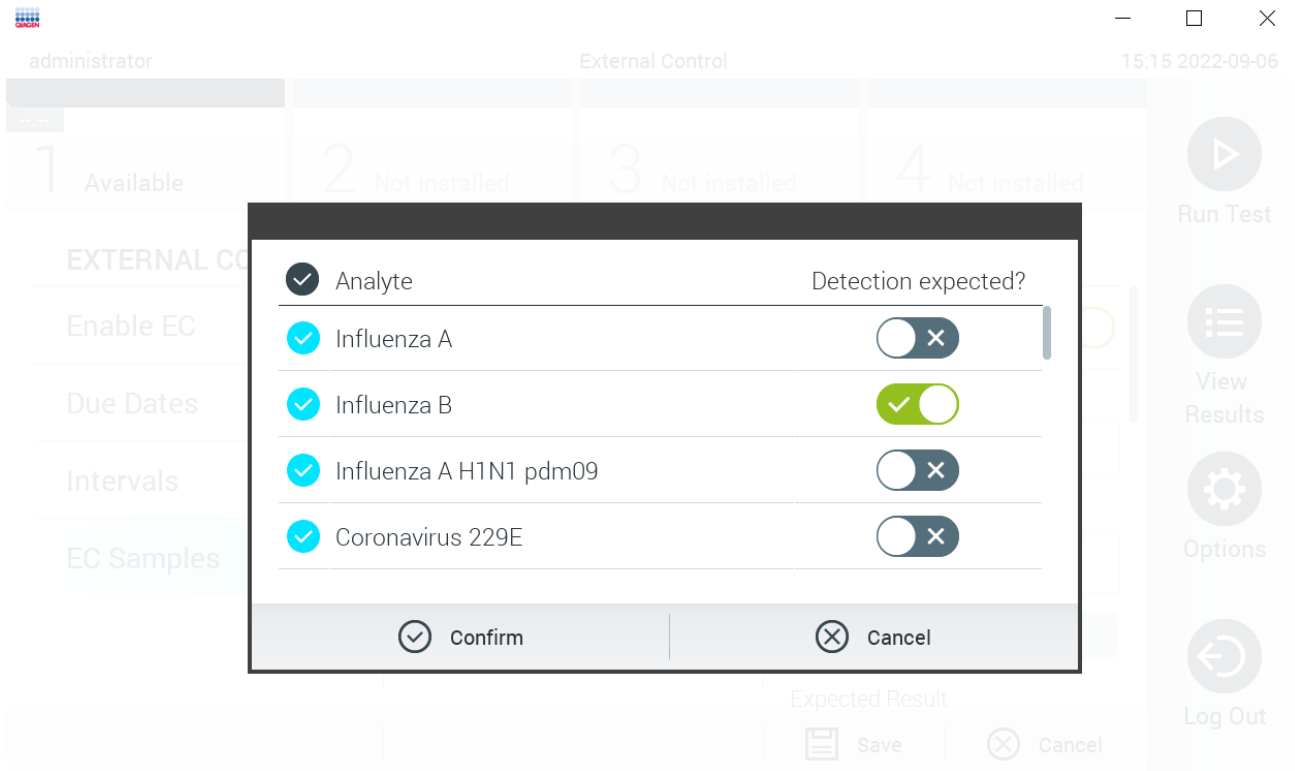 QIAGEN
administrator External Control 15:15 2022-09-06
--:--
1 Available 2 Not installed 3 Not installed 4 Not installed
Run Test
EXTERNAL CO
Analyte Detection expected?
Enable EC
Influenza A
View
Results
Due Dates
Influenza B
Intervals
Influenza A H1N1 pdm09
Options
EC Samples
Coronavirus 229E
Confirm Cancel
Expected Result
Log Out
Save Cancel